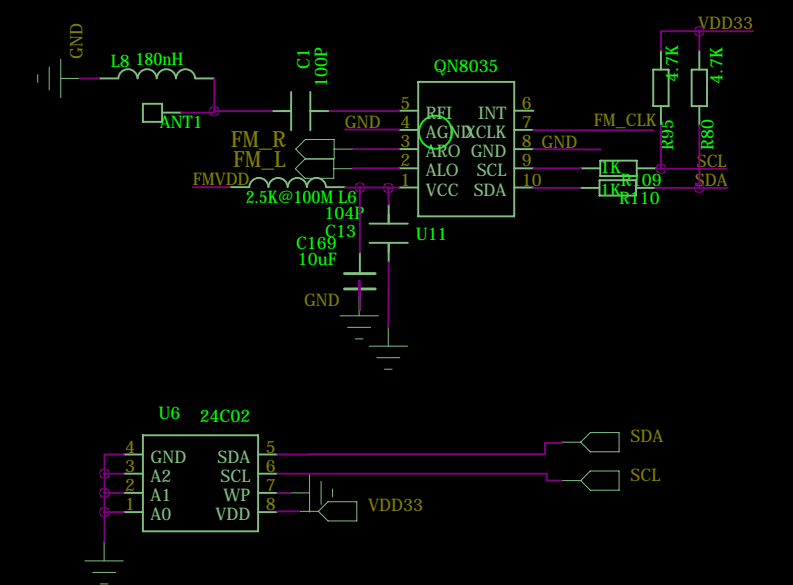 VDD33
GND
L8 180nH
C1
100P
QN8035
4.7K
4.7K
ANT1
5 RFI INT 6
GND 4 AGND XCLK 7 FM_CLK
FM_R 3 ARO GND 8 GND
FM_L 2 ALO SCL 9 1K SCL
FMVDD 1 VCC SDA 10 1K SDA
R95
R80
R109
R110
2.5K@100M L6
104P
C13
U11
C169
10uF
GND
U6 24C02
4 GND SDA 5 SDA
3 A2 SCL 6 SCL
2 A1 WP 7
1 A0 VDD 8 VDD33